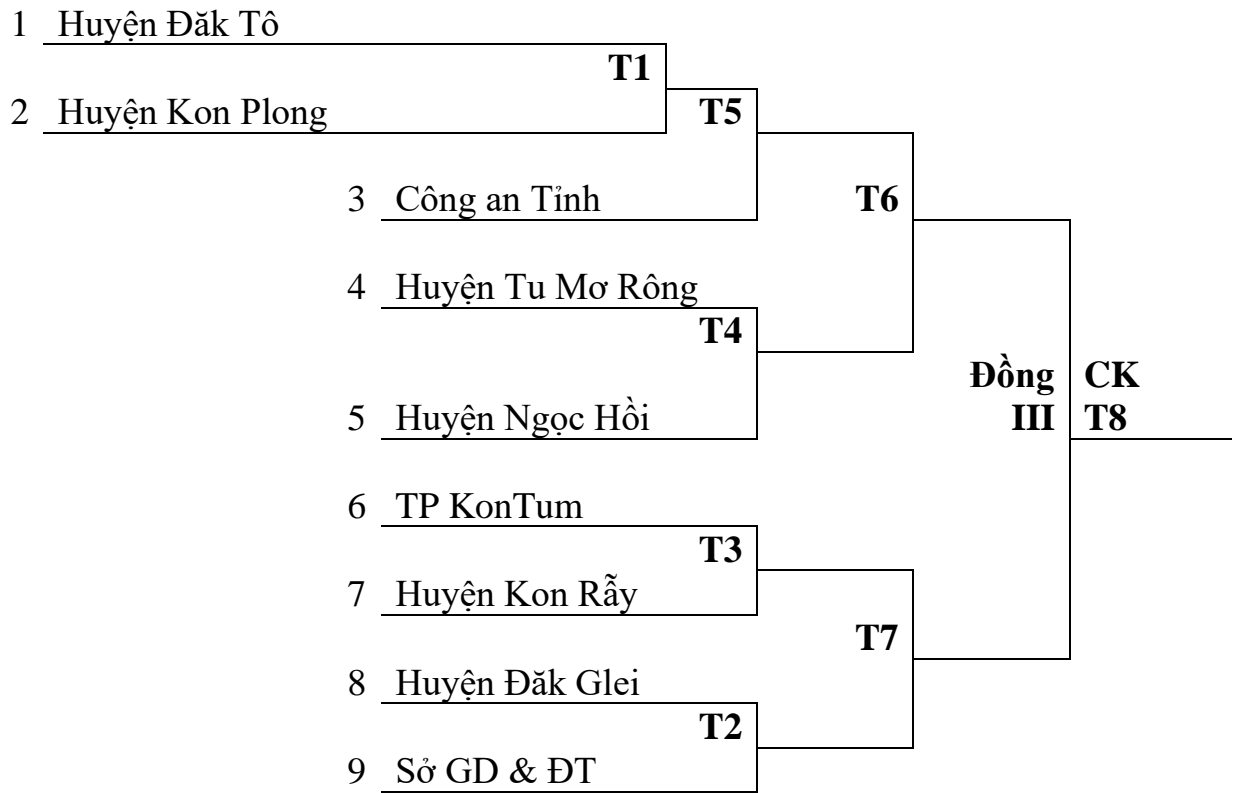 1 Huyện Đăk Tô
T1
2 Huyện Kon Plong
T5
3 Công an Tỉnh
T6
4 Huyện Tu Mơ Rông
T4
Đồng CK
5 Huyện Ngọc Hồi
III T8
6 TP KonTum
T3
7 Huyện Kon Rẫy
T7
8 Huyện Đăk Glei
T2
9 Sở GD & ĐT